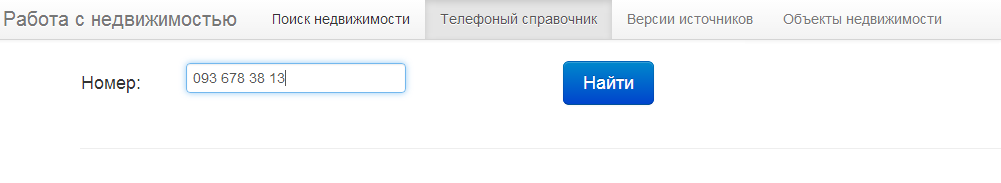 Работа с недвижимостью Поиск недвижимости Телефоный справочник Версии источников Объекты недвижимости
Номер: 093 678 38 13 Найти